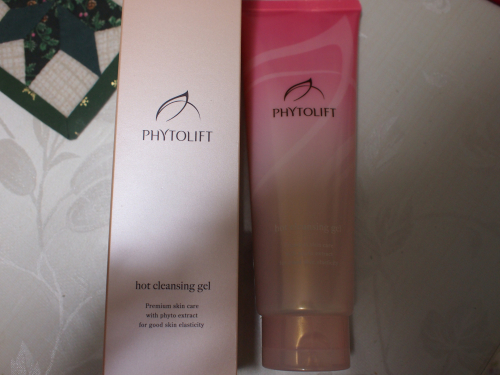 PHYTOLIFT
hot cleansing gel
Premium skin care
with phyto extract
for good skin elasticity
PHYTOLIFT